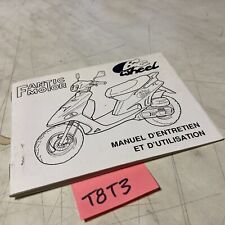 FANTIC
MOTOR
Big
wheel
MANUEL D'ENTRETIEN
ET D'UTILISATION
T8T3